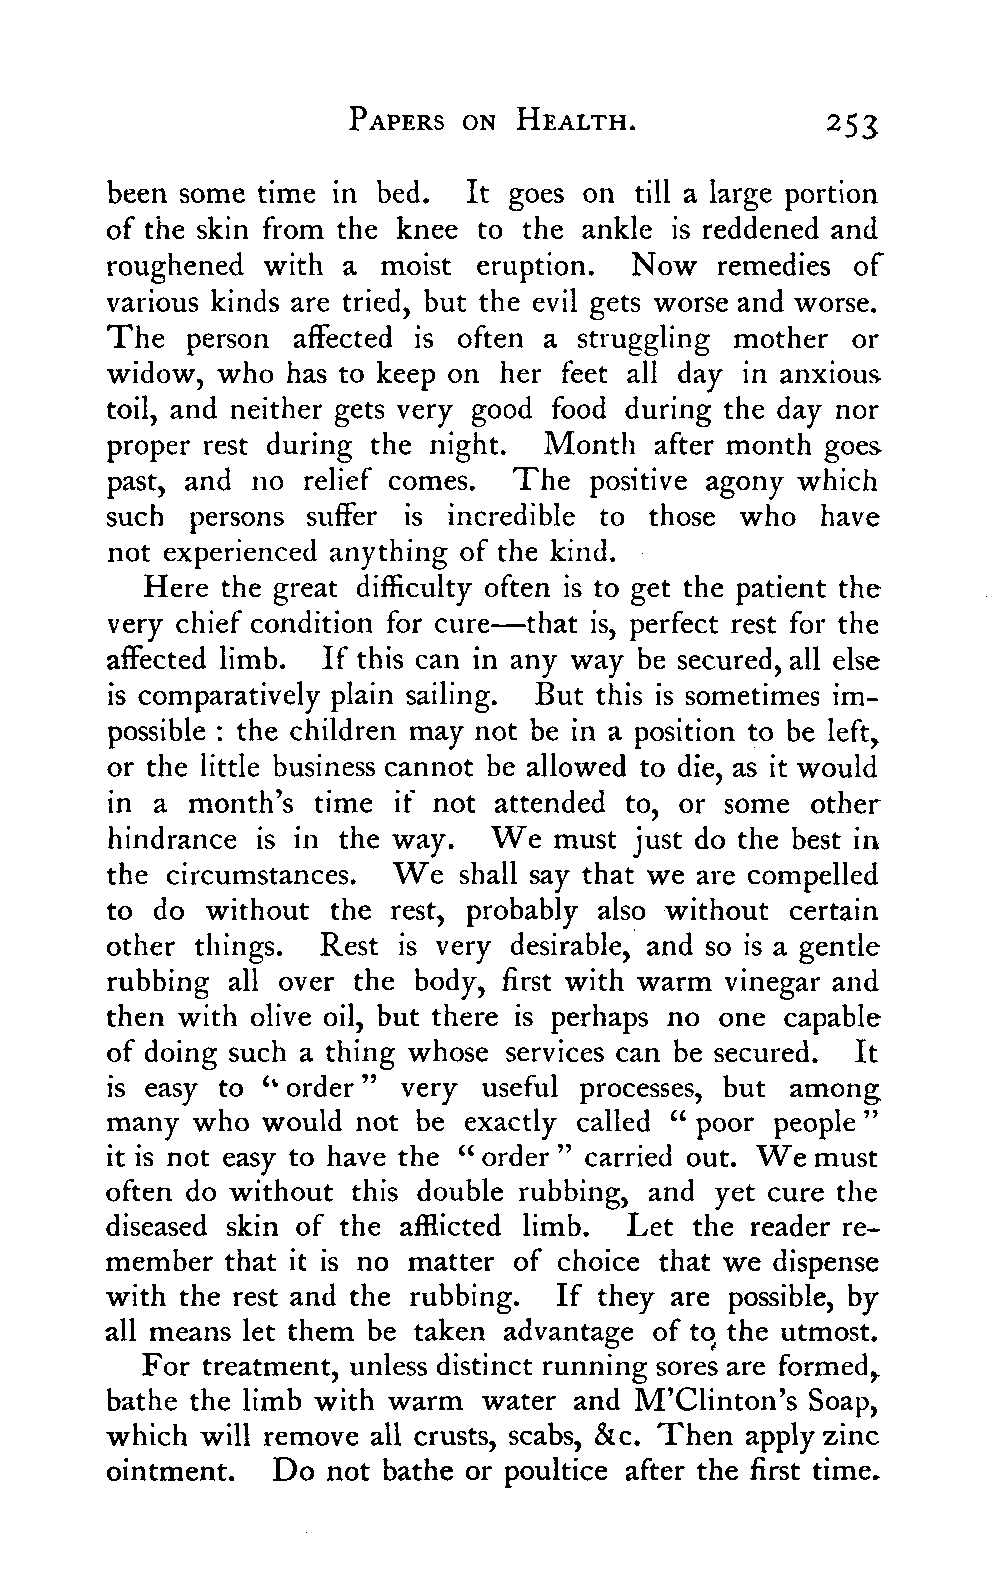 PAPERS ON HEALTH. 253
been some time in bed. It goes on till a large portion
of the skin from the knee to the ankle is reddened and
roughened with a moist eruption. Now remedies of
various kinds are tried, but the evil gets worse and worse.
The person affected is often a struggling mother or
widow, who has to keep on her feet all day in anxious
toil, and neither gets very good food during the day nor
proper rest during the night. Month after month goes
past, and no relief comes. The positive agony which
such persons suffer is incredible to those who have
not experienced anything of the kind.
Here the great difficulty often is to get the patient the
very chief condition for cure—that is, perfect rest for the
affected limb. If this can in any way be secured, all else
is comparatively plain sailing. But this is sometimes im-
possible : the children may not be in a position to be left,
or the little business cannot be allowed to die, as it would
in a month's time if not attended to, or some other
hindrance is in the way. We must just do the best in
the circumstances. We shall say that we are compelled
to do without the rest, probably also without certain
other things. Rest is very desirable, and so is a gentle
rubbing all over the body, first with warm vinegar and
then with olive oil, but there is perhaps no one capable
of doing such a thing whose services can be secured. It
is easy to "order" very useful processes, but among
many who would not be exactly called "poor people"
it is not easy to have the "order" carried out. We must
often do without this double rubbing, and yet cure the
diseased skin of the afflicted limb. Let the reader re-
member that it is no matter of choice that we dispense
with the rest and the rubbing. If they are possible, by
all means let them be taken advantage of to the utmost.
For treatment, unless distinct running sores are formed,
bathe the limb with warm water and M'Clinton's Soap,
which will remove all crusts, scabs, &c. Then apply zinc
ointment. Do not bathe or poultice after the first time.